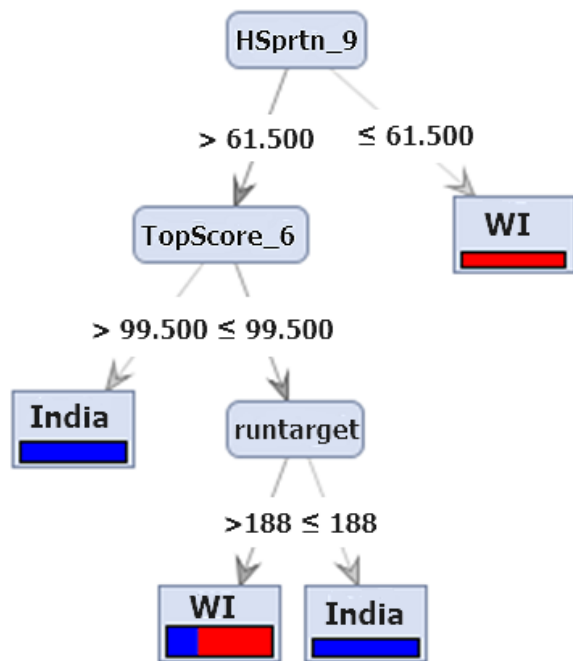 HSprtn_9
> 61.500 ≤ 61.500
TopScore_6
WI
> 99.500 ≤ 99.500
India
runtarget
>188 ≤ 188
WI
India